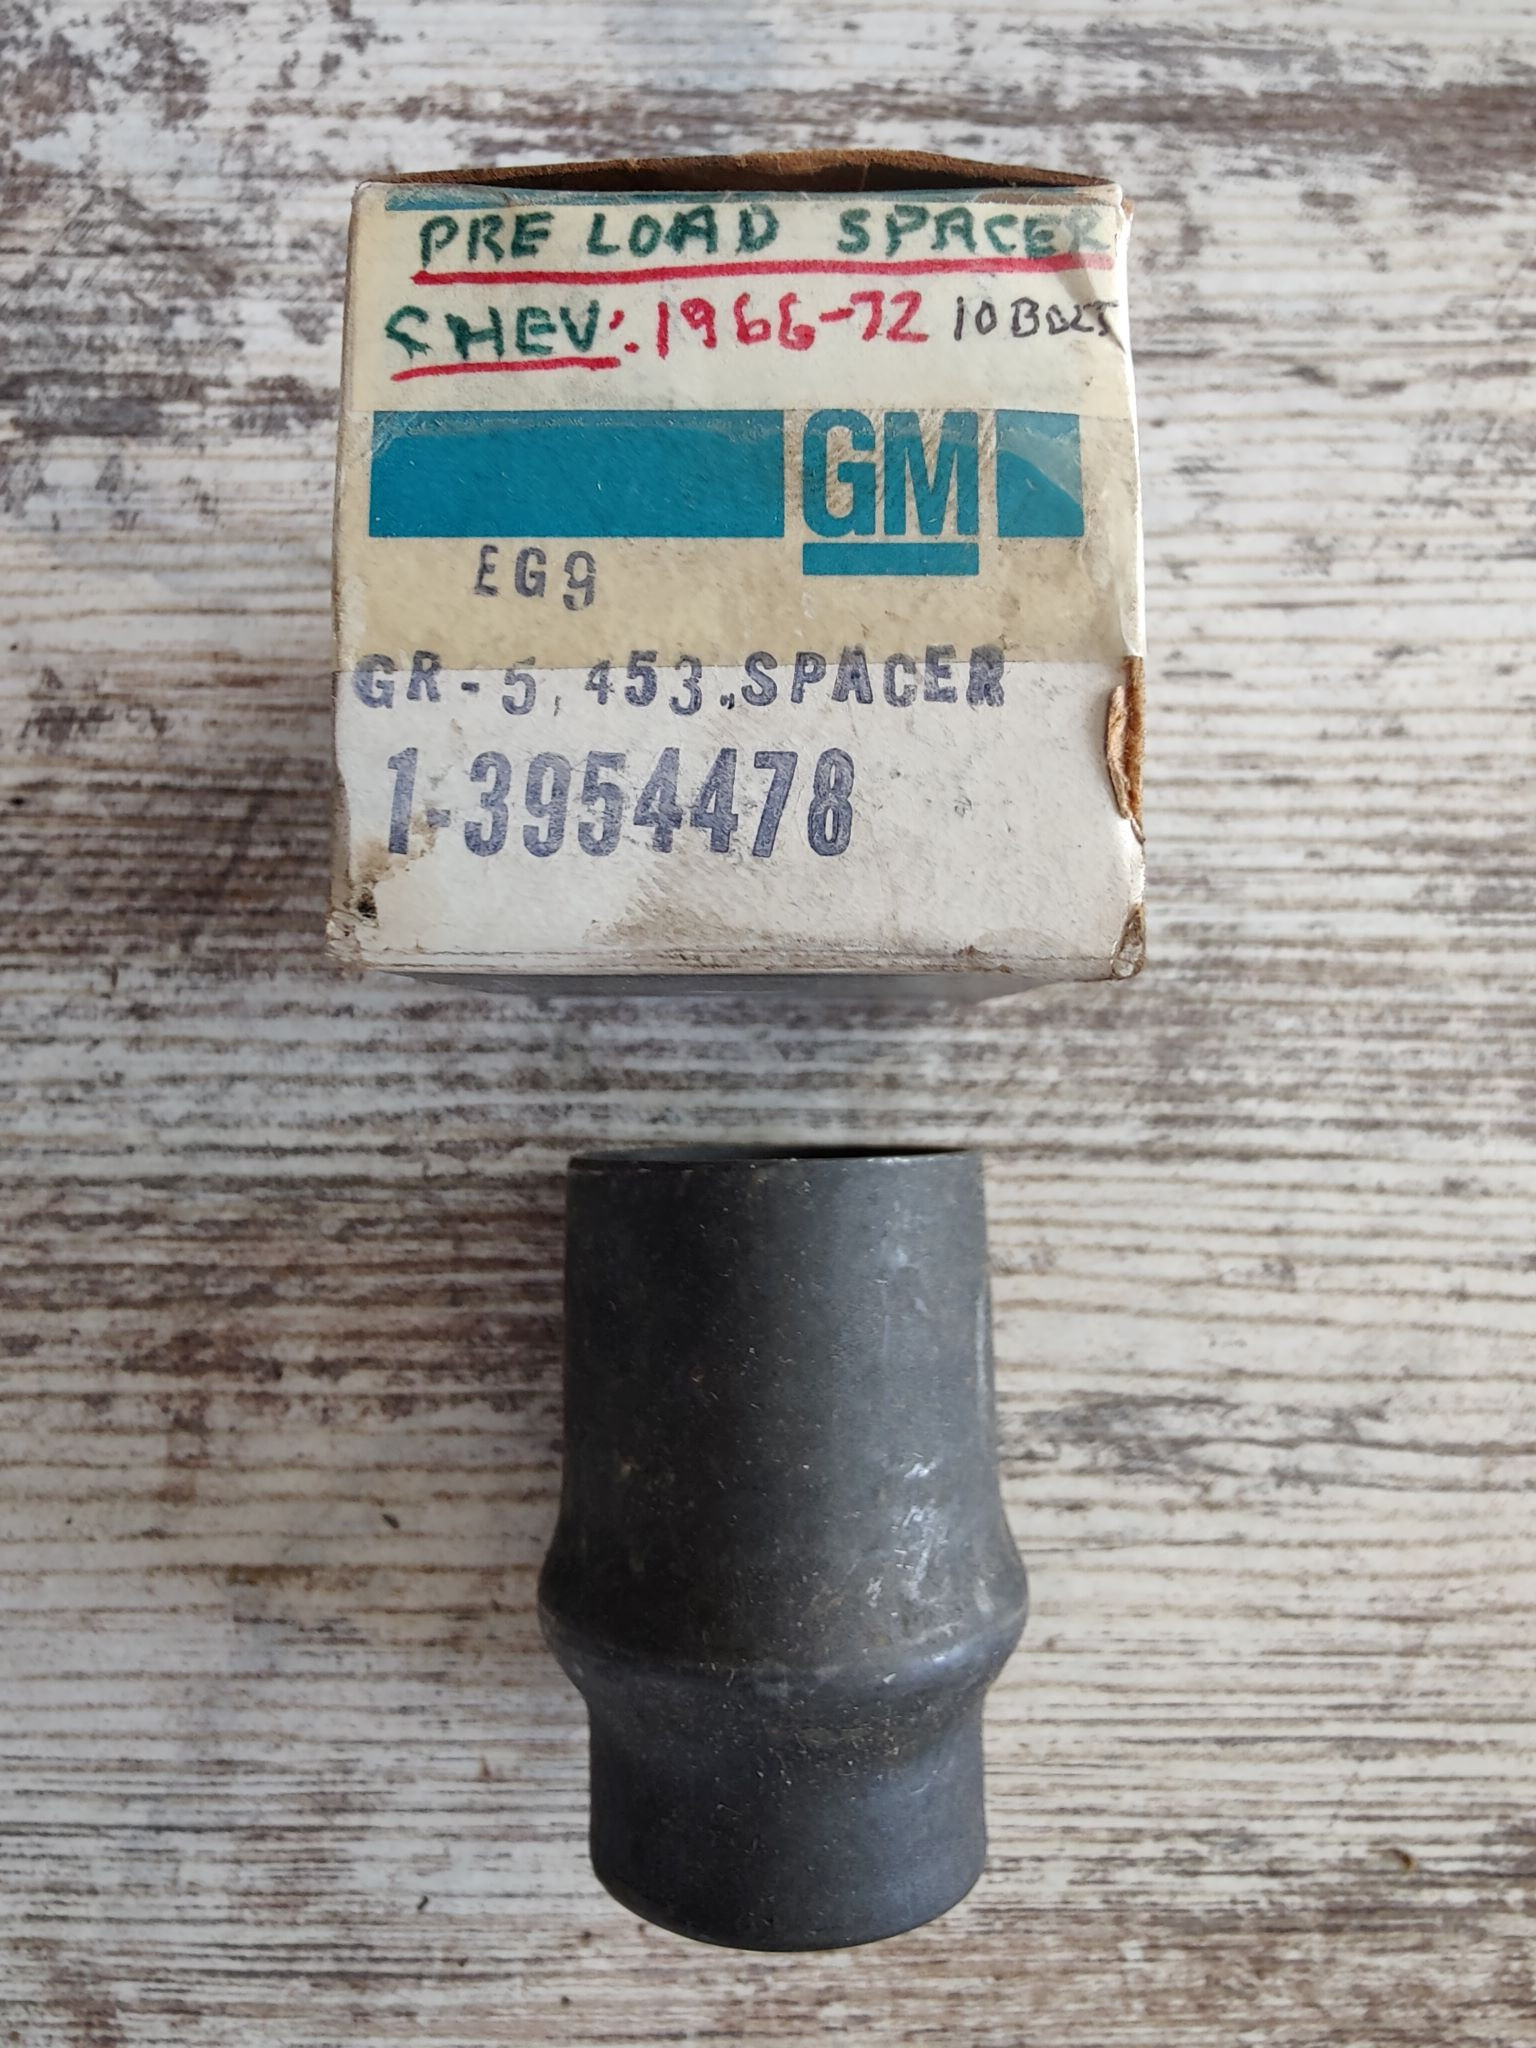 PRE LOAD SPACER
CHEV: 1966-72 10 BOLT
GM
EG9
GR-5,453.SPACER
1-3954478